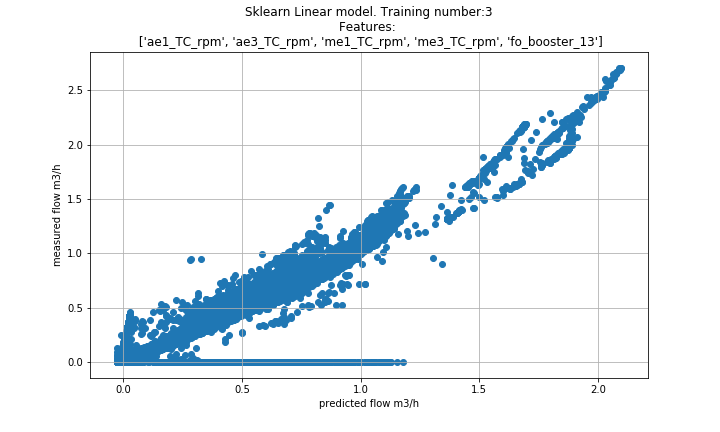 Sklearn Linear model. Training number:3
Features:
['ae1_TC_rpm', 'ae3_TC_rpm', 'me1_TC_rpm', 'me3_TC_rpm', 'fo_booster_13']
2.5
2.0
1.5
1.0
0.5
0.0
measured flow m3/h
0.0 0.5 1.0 1.5 2.0
predicted flow m3/h